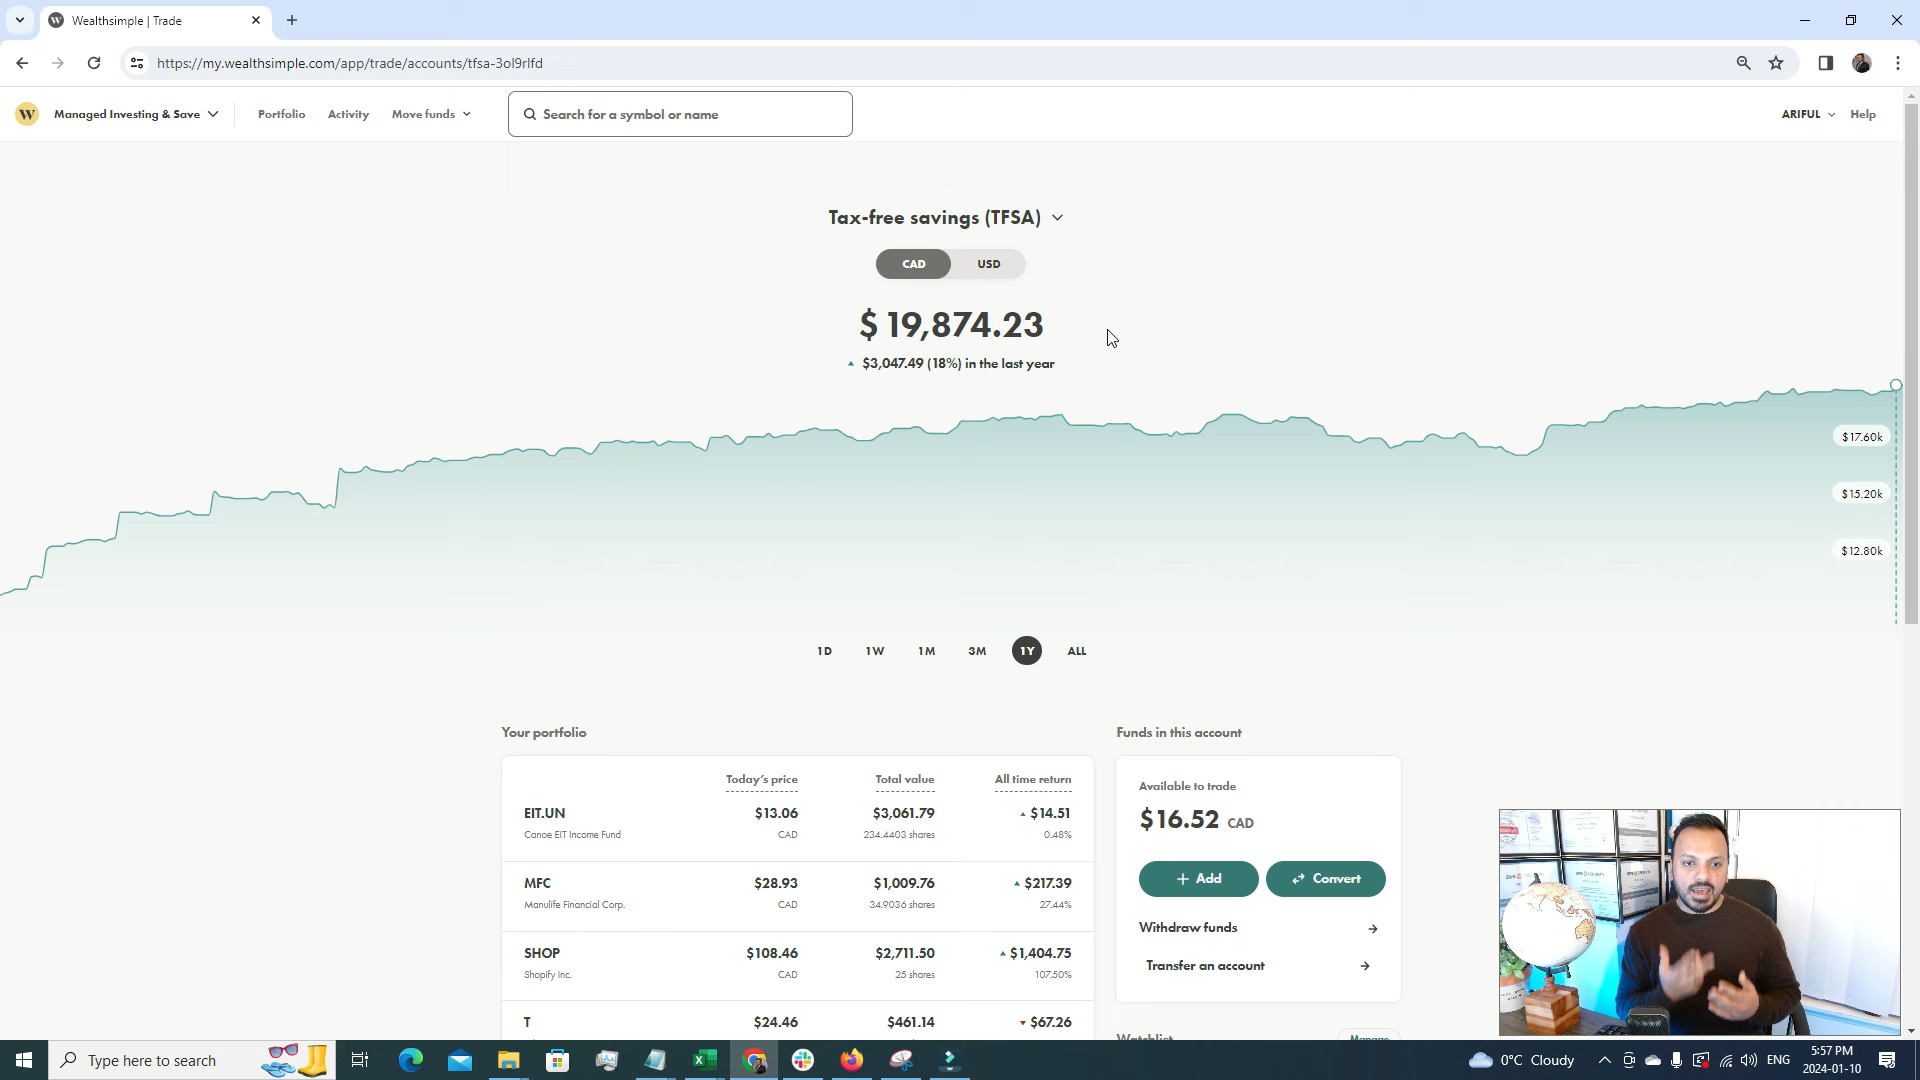 Wealthsimple | Trade
https://my.wealthsimple.com/app/trade/accounts/tfsa-3ol9rlfd
W
Managed Investing & Save
Portfolio
Activity
Move funds
Search for a symbol or name
ARIFUL
Help
Tax-free savings (TFSA)
CAD
USD
$ 19,874.23
$3,047.49 (18%) in the last year
$17.60k
$15.20k
$12.80k
1D
1W
1M
3M
1Y
ALL
Your portfolio
Today's price
Total value
All time return
EIT.UN
$13.06
$3,061.79
$14.51
Canoe EIT Income Fund
CAD
234.4403 shares
0.48%
MFC
$28.93
$1,009.76
$217.39
Manulife Financial Corp.
CAD
34.9036 shares
27.44%
SHOP
$108.46
$2,711.50
$1,404.75
Shopify Inc.
CAD
25 shares
107.50%
T
$24.46
$461.14
$67.26
Funds in this account
Available to trade
$16.52 CAD
+ Add
Convert
Withdraw funds
Transfer an account
Watchlist
Manage
Type here to search
0°C Cloudy
ENG
5:57 PM
2024-01-10